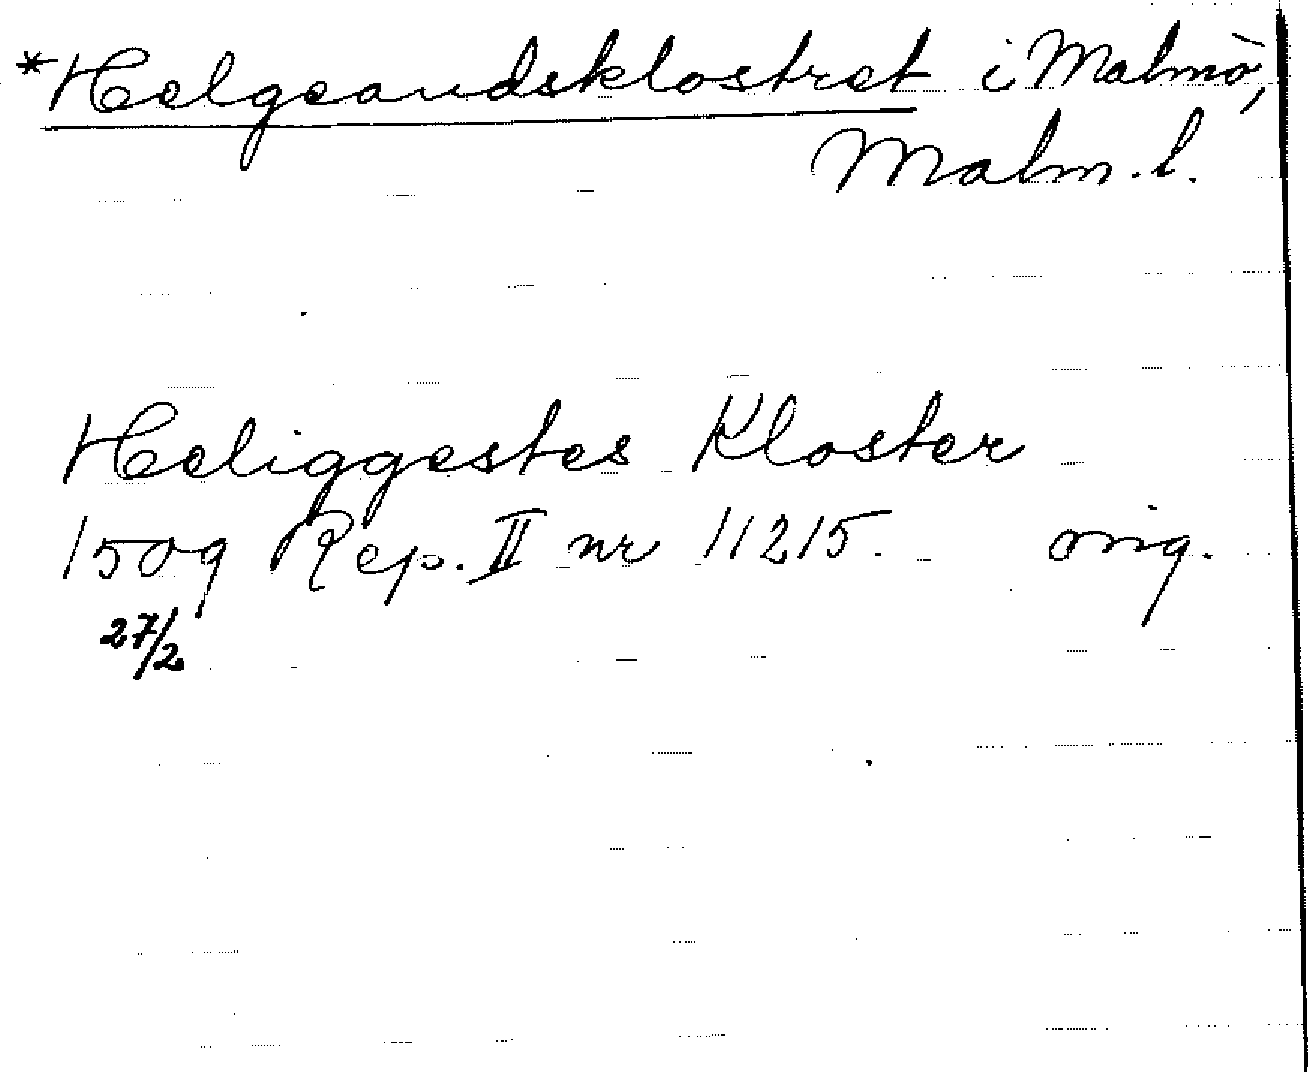 *Helgeandsklostret i Malmö,
Malm. l.
Heliggestes Kloster
1509 Rep. II nr 11215. orig.
27/2